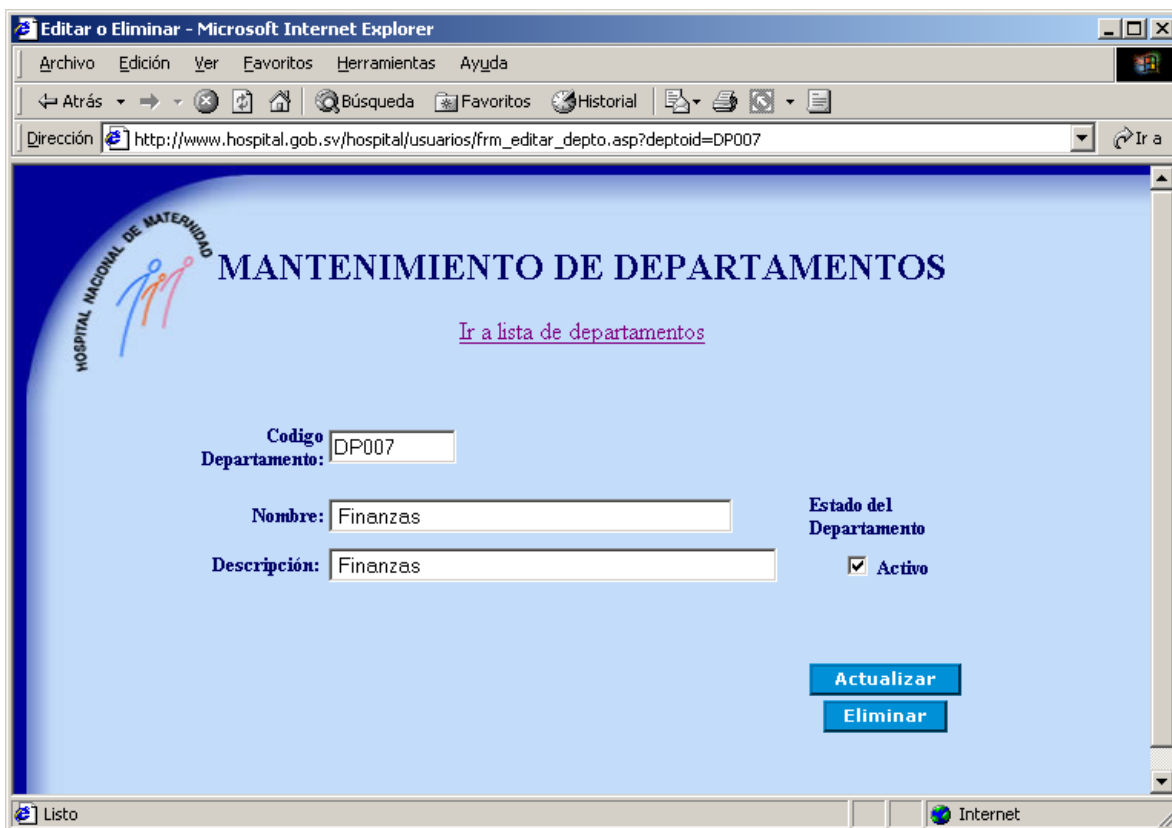 Editar o Eliminar - Microsoft Internet Explorer
Archivo Edición Ver Favoritos Herramientas Ayuda
Atrás Búsqueda Favoritos Historial
Dirección http://www.hospital.gob.sv/hospital/usuarios/frm_editar_depto.asp?deptoid=DP007 Ir a
HOSPITAL NACIONAL DE MATERNIDAD
MANTENIMIENTO DE DEPARTAMENTOS
Ir a lista de departamentos
Codigo
Departamento: DP007
Nombre: Finanzas
Estado del
Departamento
Descripción: Finanzas
Activo
Actualizar
Eliminar
Listo Internet